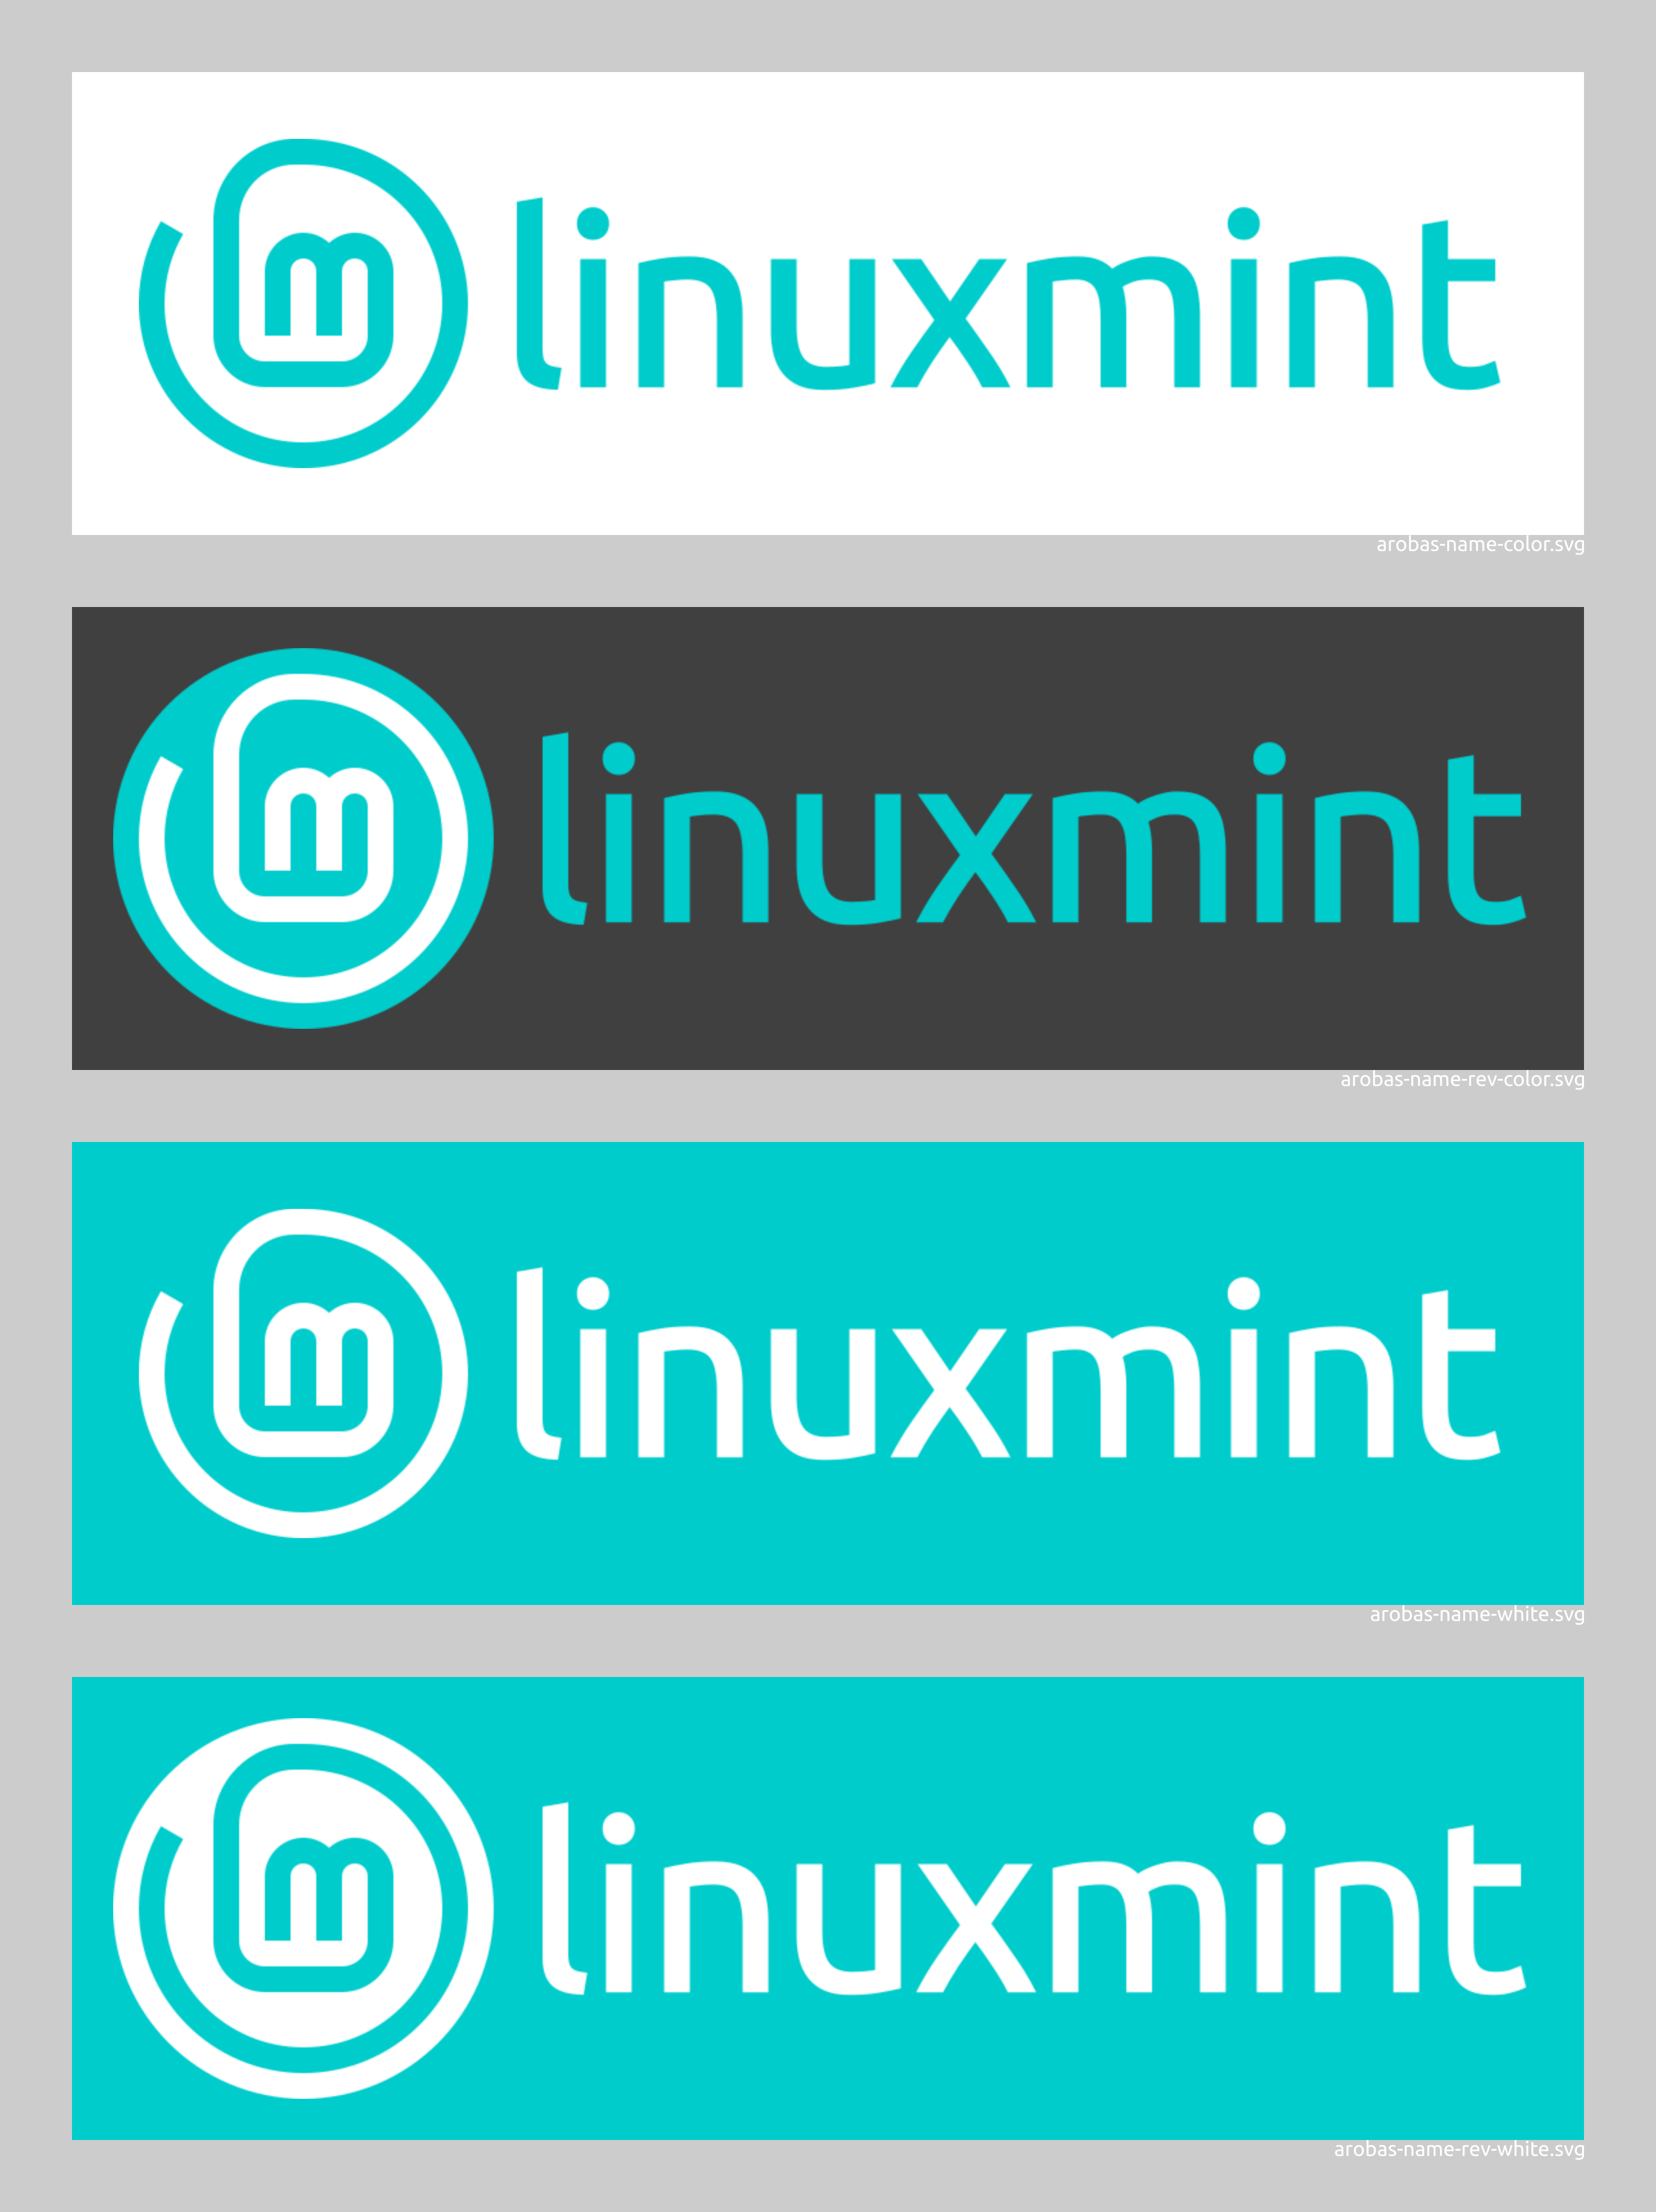 linuxmint
arobas-name-color.svg
linuxmint
arobas-name-rev-color.svg
linuxmint
arobas-name-white.svg
linuxmint
arobas-name-rev-white.svg